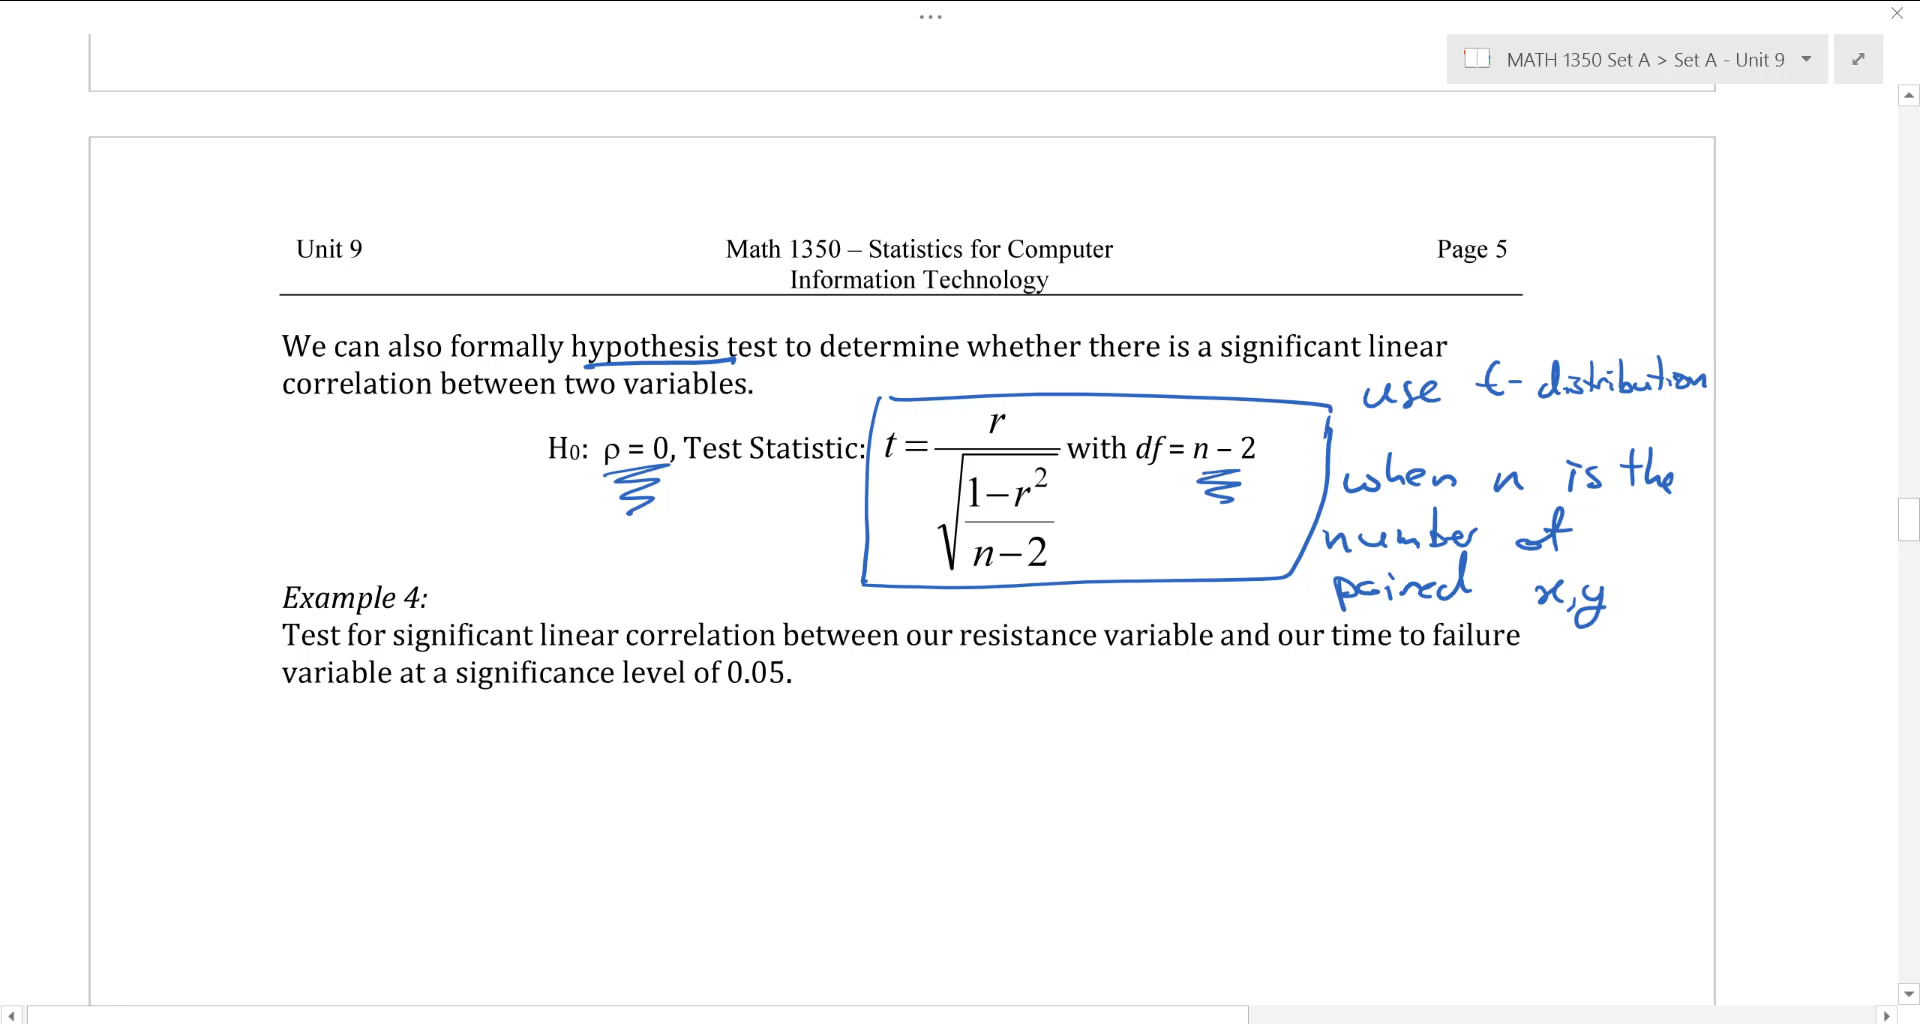 MATH 1350 Set A > Set A - Unit 9
Unit 9
Math 1350 – Statistics for Computer
Information Technology
Page 5
We can also formally hypothesis test to determine whether there is a significant linear
correlation between two variables.
use t- distribution
H0: ρ = 0, Test Statistic: t = r / √((1−r²)/(n−2)) with df = n – 2
when n is the
number of
paired x,y
Example 4:
Test for significant linear correlation between our resistance variable and our time to failure
variable at a significance level of 0.05.